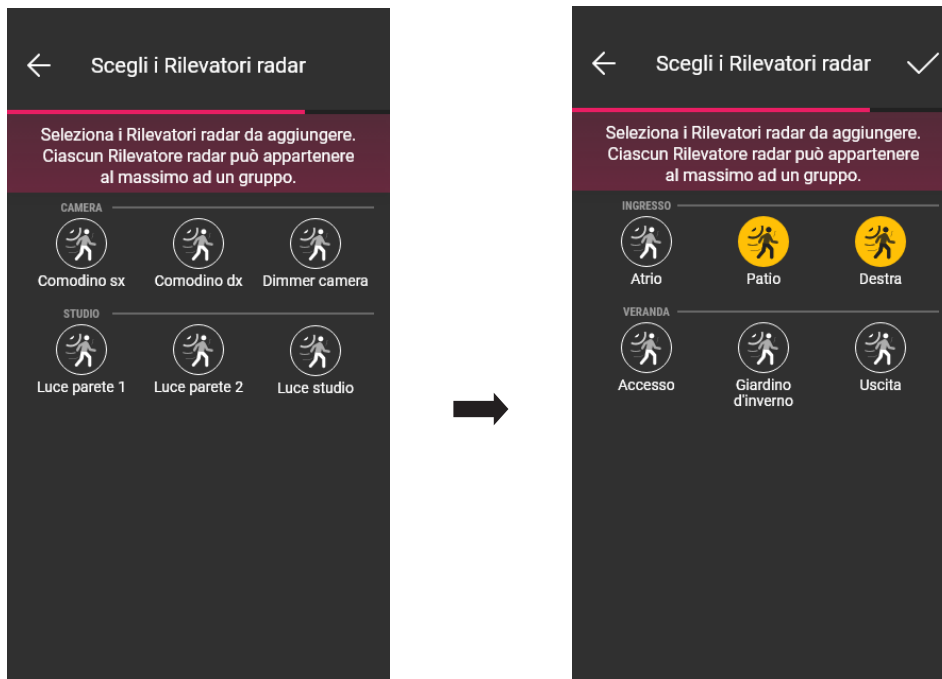 Scegli i Rilevatori radar
Seleziona i Rilevatori radar da aggiungere.
Ciascun Rilevatore radar può appartenere
al massimo ad un gruppo.
CAMERA
Comodino sx Comodino dx Dimmer camera
STUDIO
Luce parete 1 Luce parete 2 Luce studio
Scegli i Rilevatori radar
Seleziona i Rilevatori radar da aggiungere.
Ciascun Rilevatore radar può appartenere
al massimo ad un gruppo.
INGRESSO
Atrio Patio Destra
VERANDA
Accesso Giardino Uscita
d'inverno